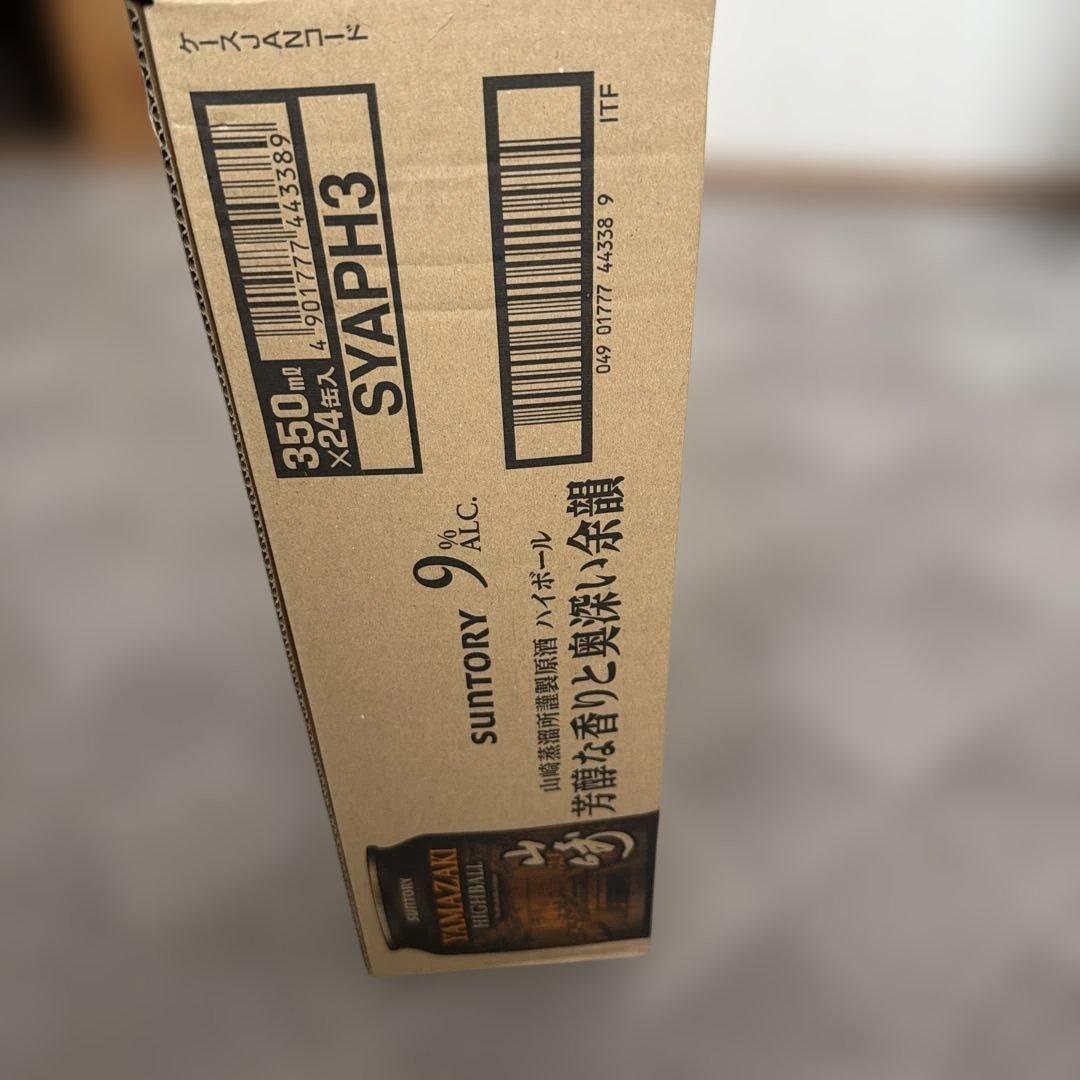 ケースJANコード
4 901777 443389
350ml
×24缶入
SYAPH3
ITF
049 01777 44338 9
SUNTORY 9% ALC.
山崎蒸溜所謹製原酒 ハイボール
芳醇な香りと奥深い余韻
SUNTORY
YAMAZAKI
HIGHBALL
山崎